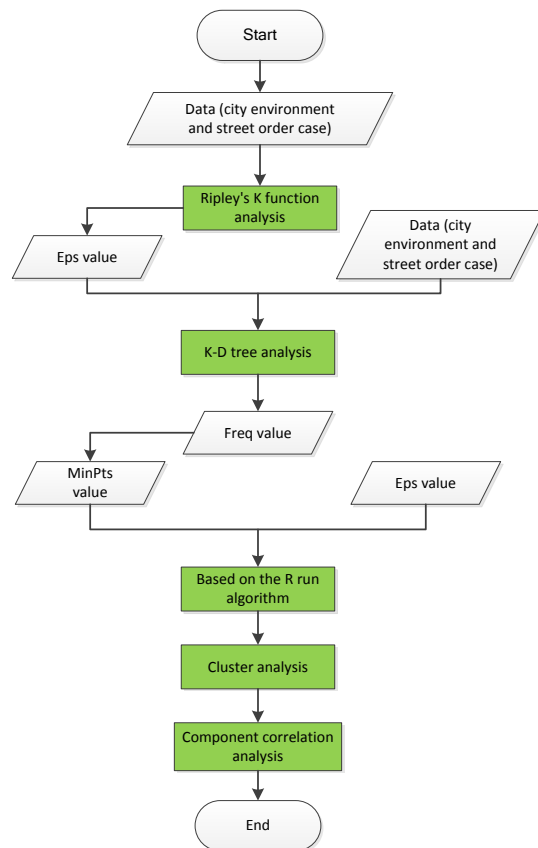 Start
Data (city environment
and street order case)
Ripley's K function
analysis
Eps value
Data (city
environment and
street order case)
K-D tree analysis
Freq value
MinPts
value
Eps value
Based on the R run
algorithm
Cluster analysis
Component correlation
analysis
End